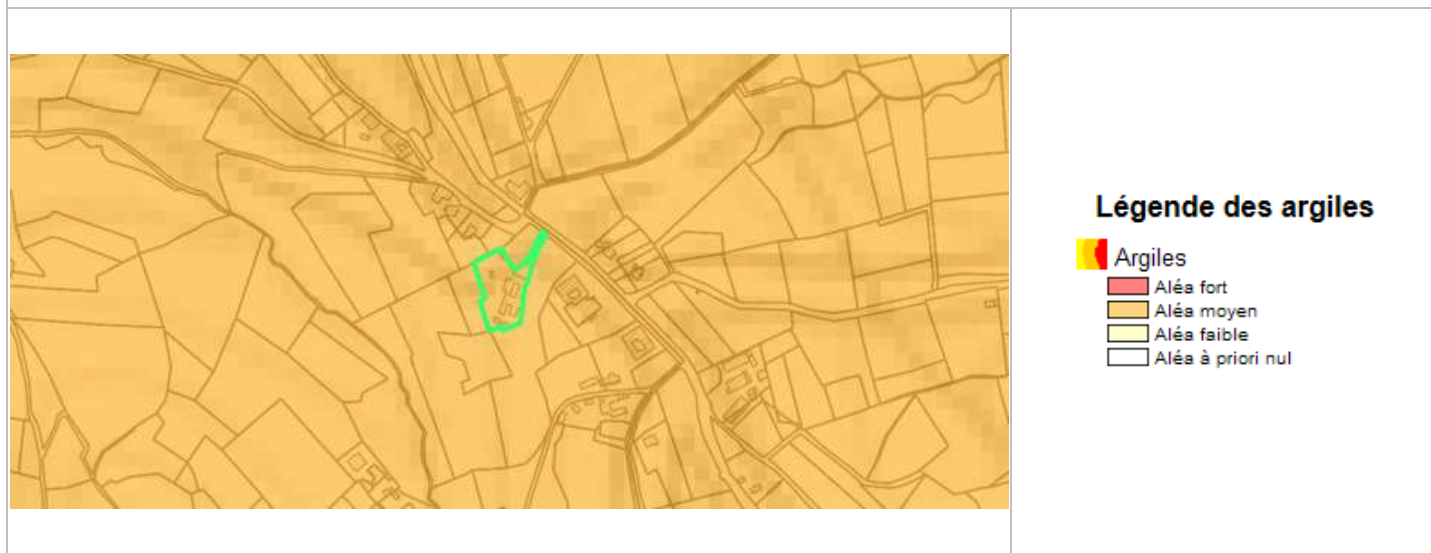 Légende des argiles
Argiles
Aléa fort
Aléa moyen
Aléa faible
Aléa à priori nul